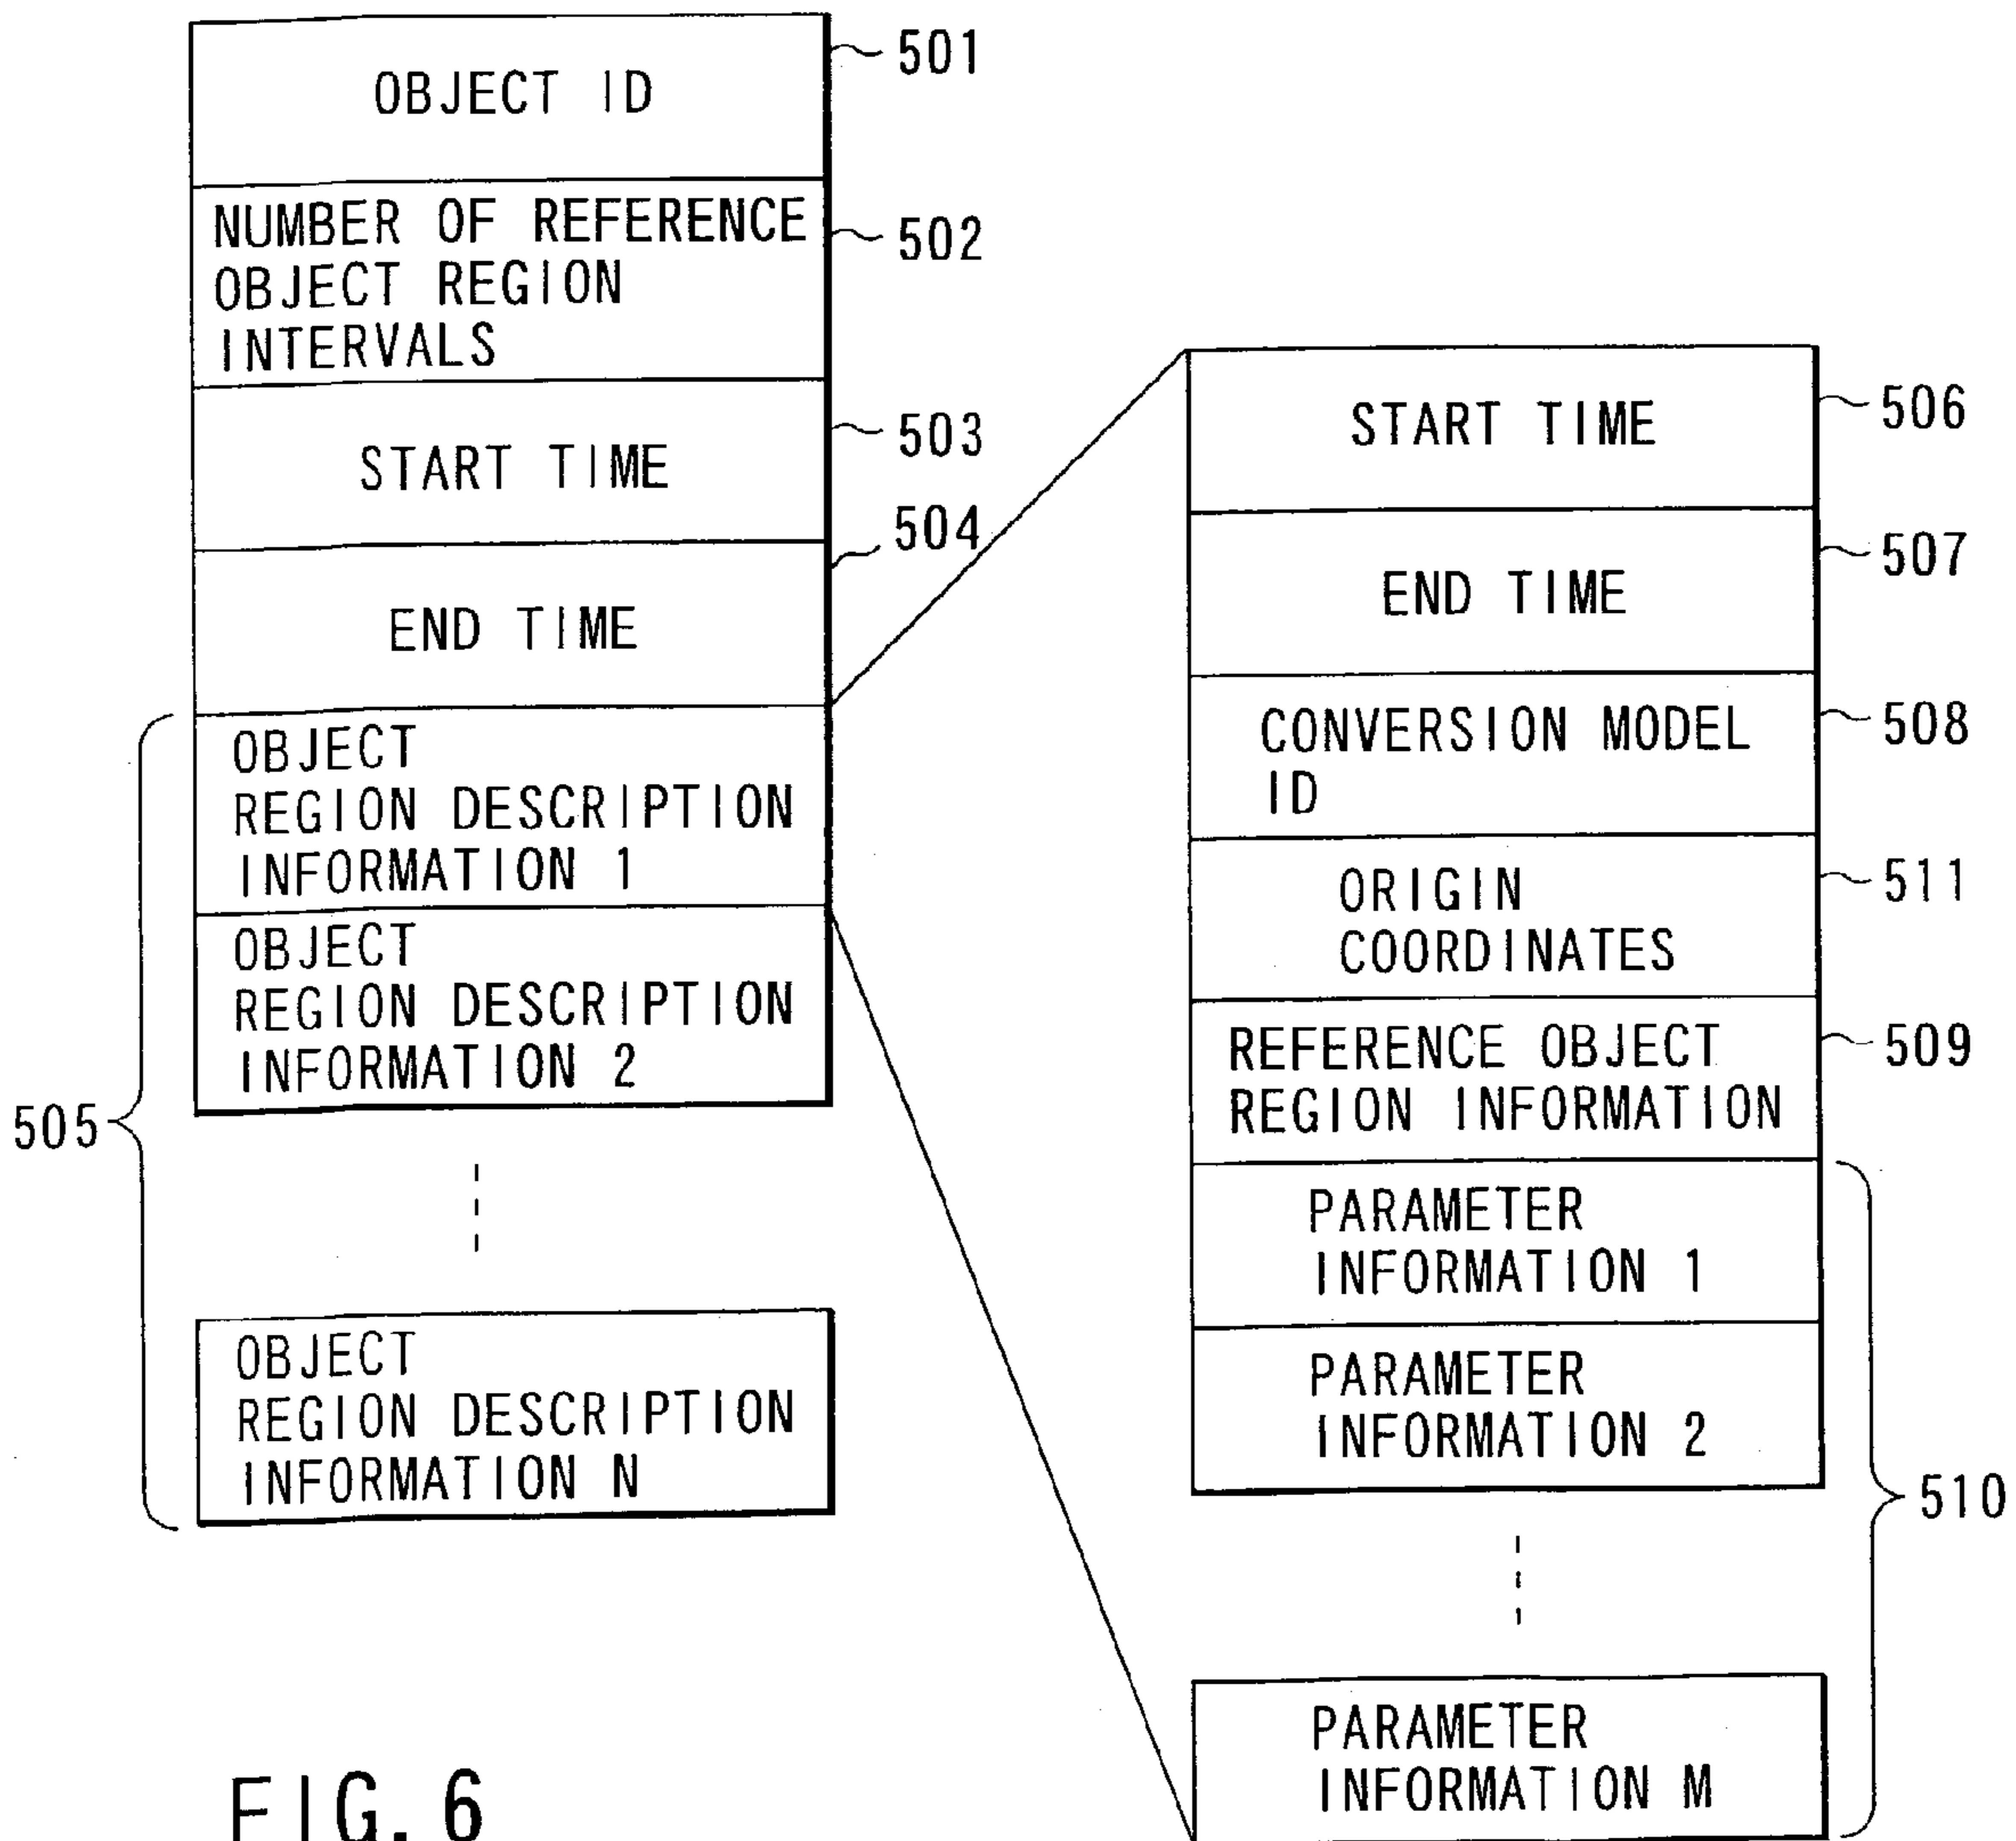 OBJECT ID
501
NUMBER OF REFERENCE
OBJECT REGION
INTERVALS
502
START TIME
503
END TIME
504
OBJECT
REGION DESCRIPTION
INFORMATION 1
OBJECT
REGION DESCRIPTION
INFORMATION 2
505
OBJECT
REGION DESCRIPTION
INFORMATION N
START TIME
506
END TIME
507
CONVERSION MODEL
ID
508
ORIGIN
COORDINATES
511
REFERENCE OBJECT
REGION INFORMATION
509
PARAMETER
INFORMATION 1
PARAMETER
INFORMATION 2
510
PARAMETER
INFORMATION M
FIG. 6